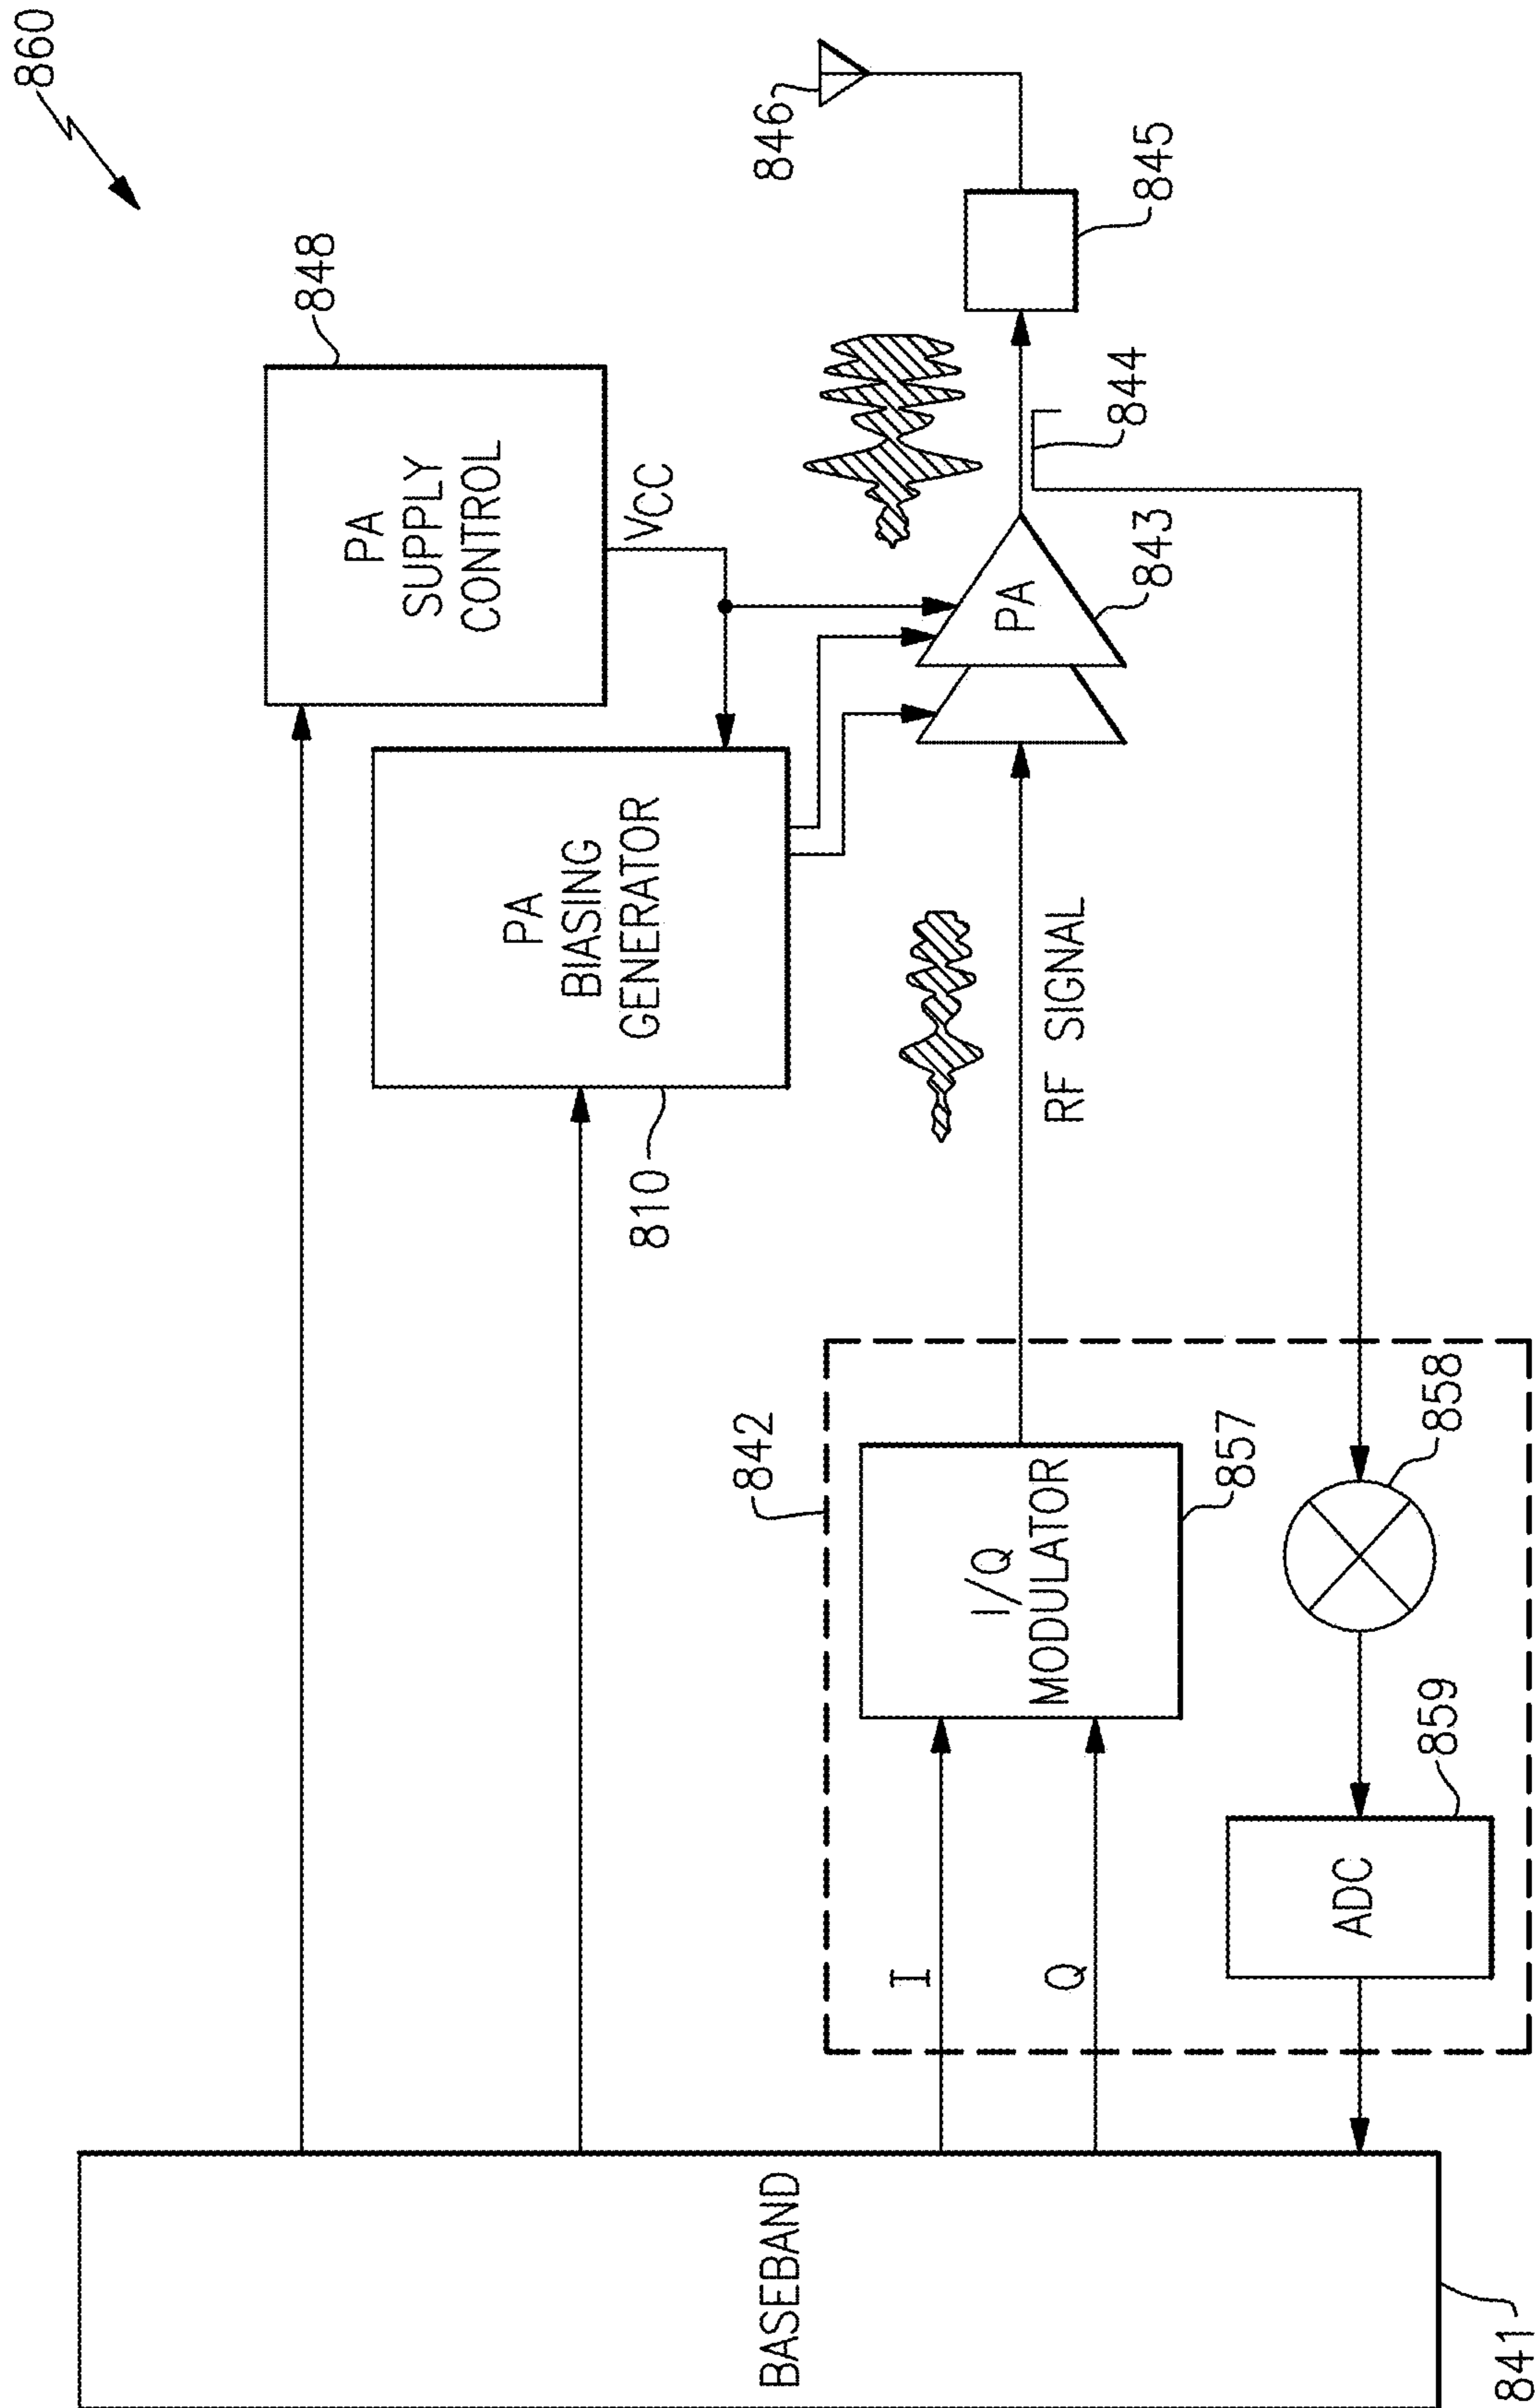 860
848
PA
SUPPLY
CONTROL
VCC
PA
BIASING
GENERATOR
810
846
845
844
PA
843
RF SIGNAL
842
I/Q
MODULATOR
857
858
859
ADC
I
Q
BASEBAND
841